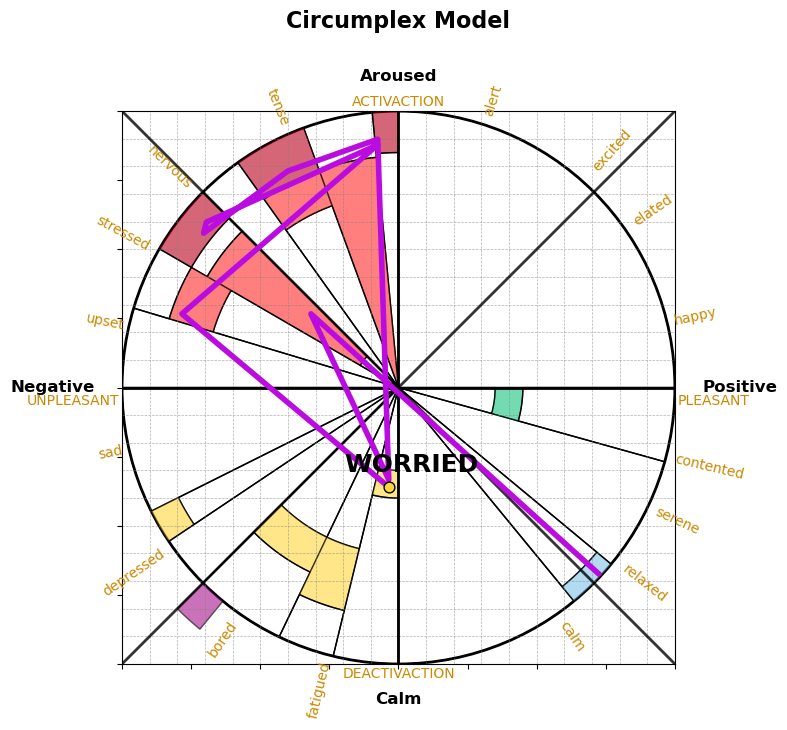 Circumplex Model
Aroused
ACTIVACTION
tense
alert
nervous
excited
stressed
elated
upset
happy
Negative
Positive
UNPLEASANT
PLEASANT
sad
WORRIED
contented
serene
depressed
relaxed
bored
calm
fatigued
DEACTIVACTION
Calm